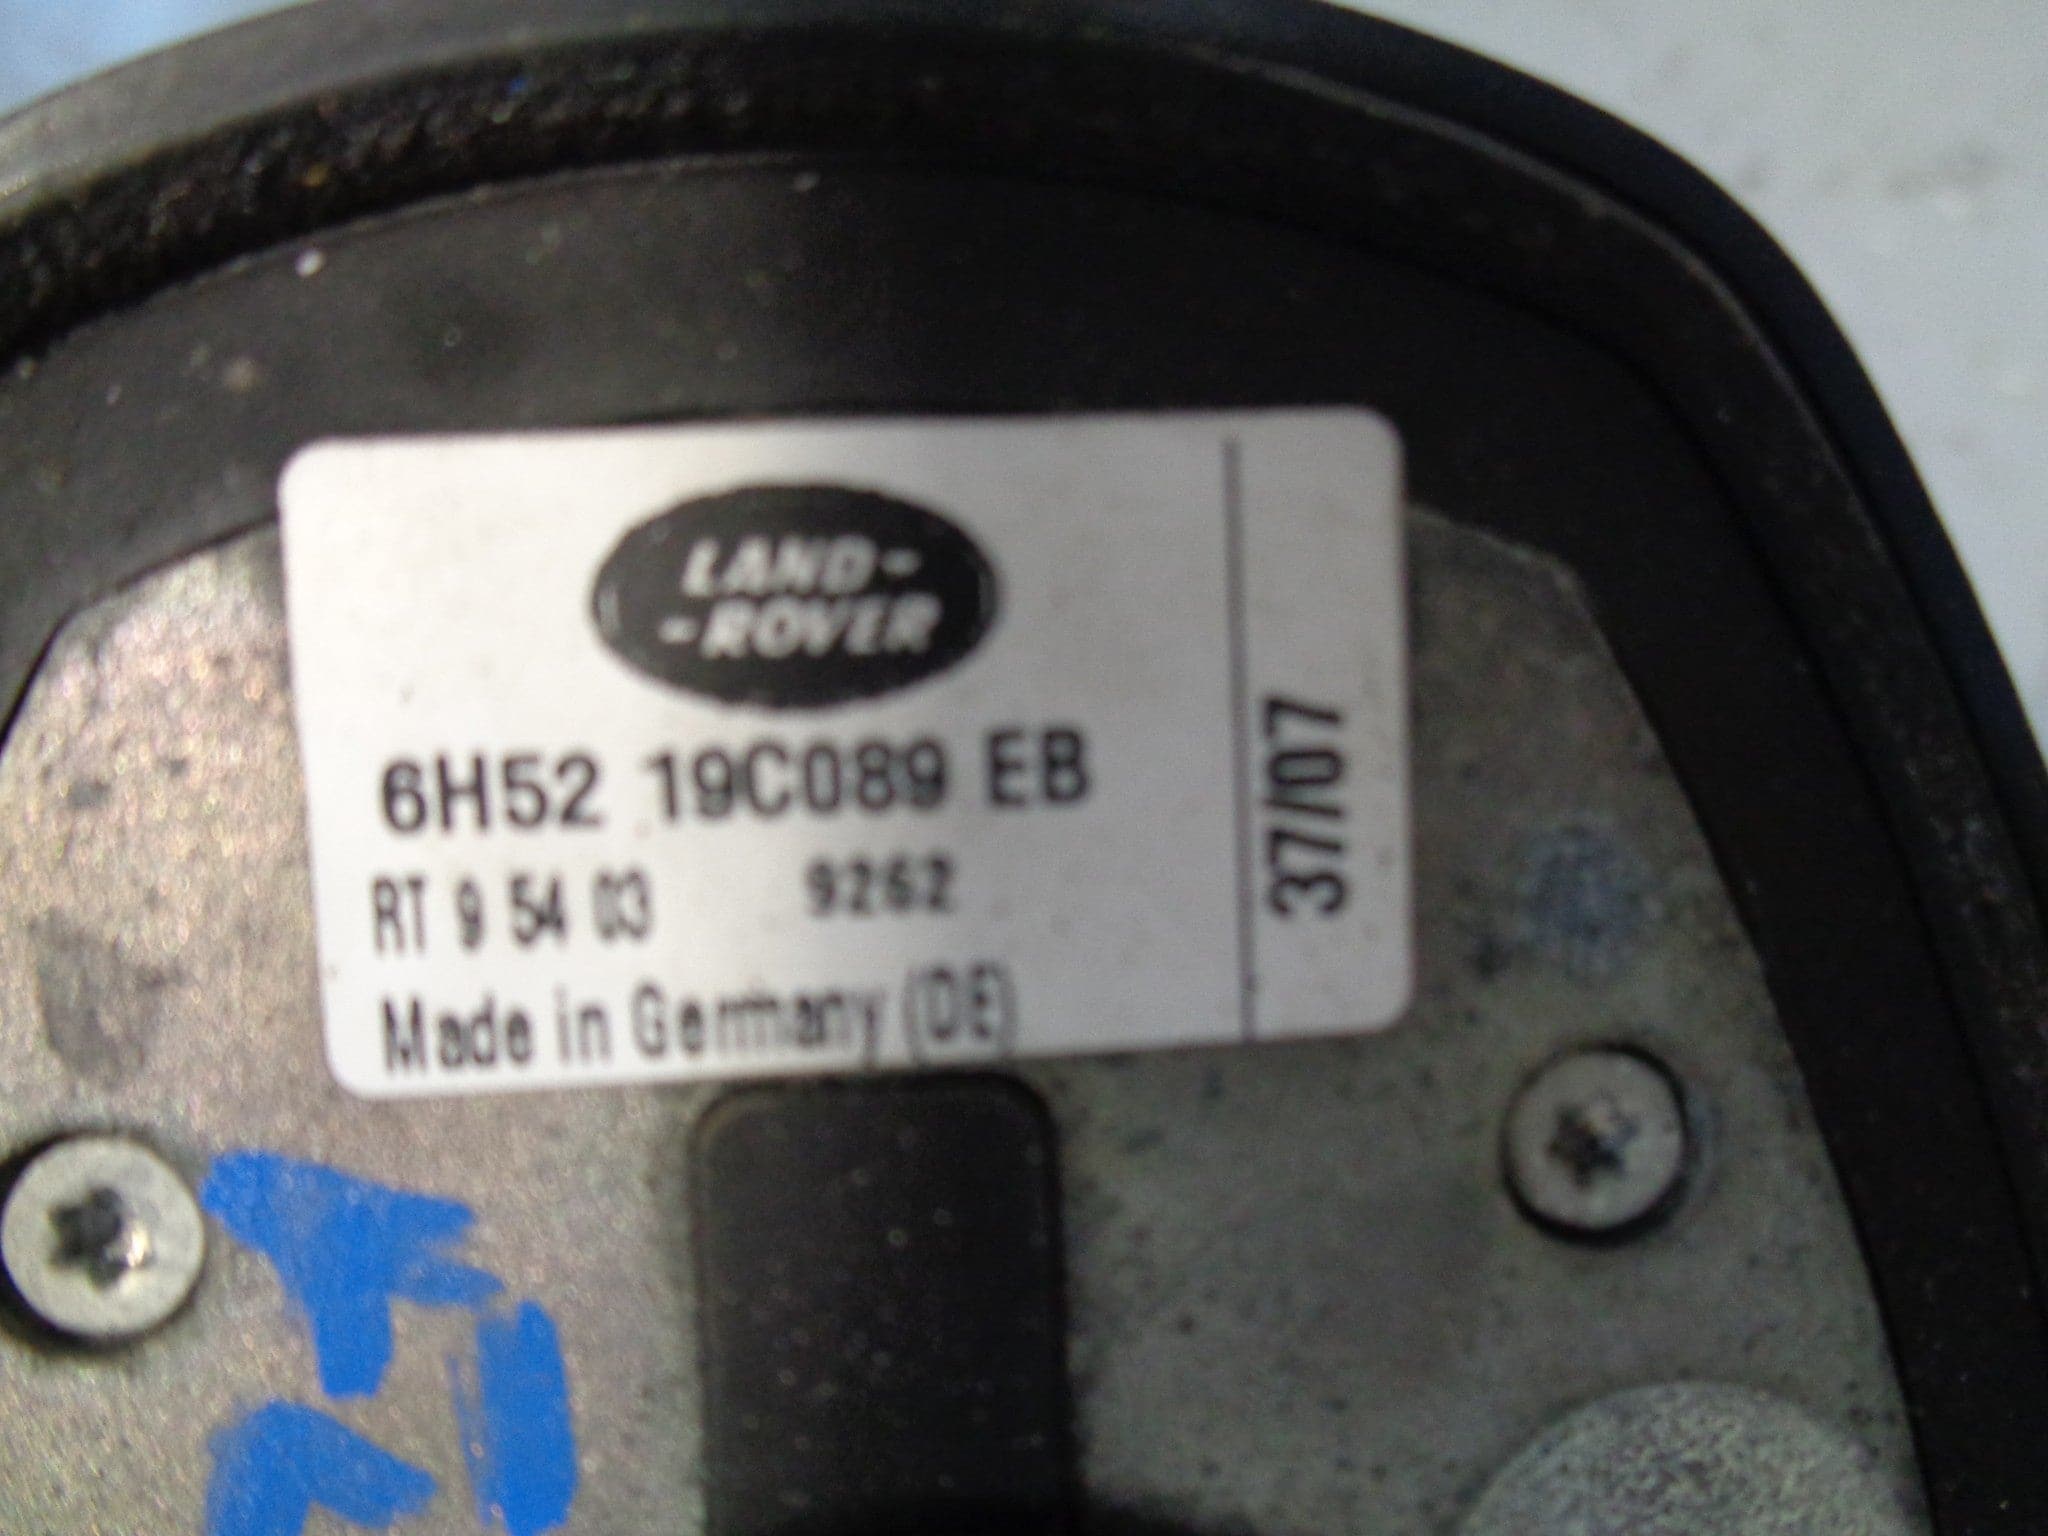 LAND-
-ROVER
6H52 19C089 EB
RT 9 54 03 9262
Made in Germany (DE)
37/07